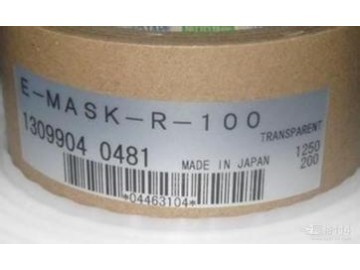 E-MASK-R-100
1309904 0481
TRANSPARENT
1250
MADE IN JAPAN
200
*04463104*